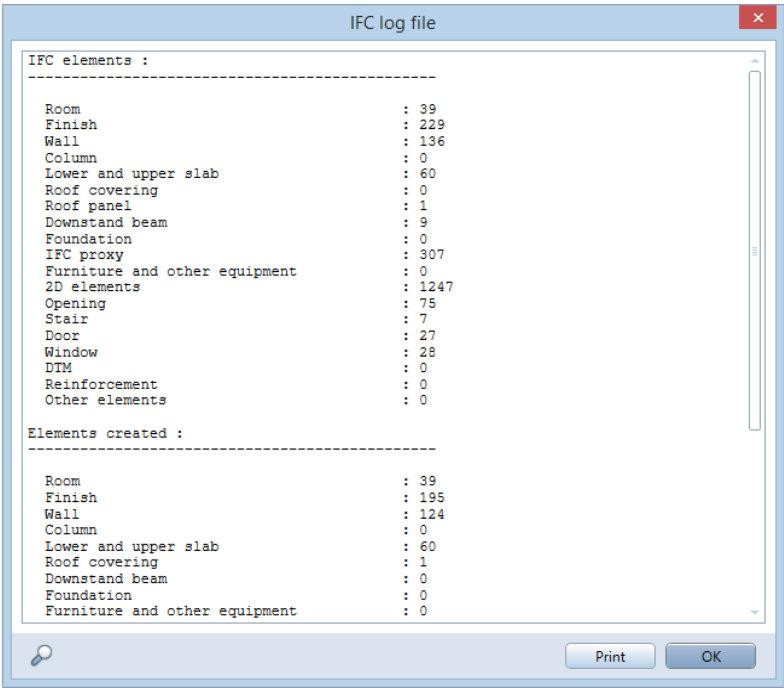 IFC log file
IFC elements :
------------------------------------------------
Room : 39
Finish : 229
Wall : 136
Column : 0
Lower and upper slab : 60
Roof covering : 0
Roof panel : 1
Downstand beam : 9
Foundation : 0
IFC proxy : 307
Furniture and other equipment : 0
2D elements : 1247
Opening : 75
Stair : 7
Door : 27
Window : 28
DTM : 0
Reinforcement : 0
Other elements : 0
Elements created :
------------------------------------------------
Room : 39
Finish : 195
Wall : 124
Column : 0
Lower and upper slab : 60
Roof covering : 1
Downstand beam : 0
Foundation : 0
Furniture and other equipment : 0
Print OK